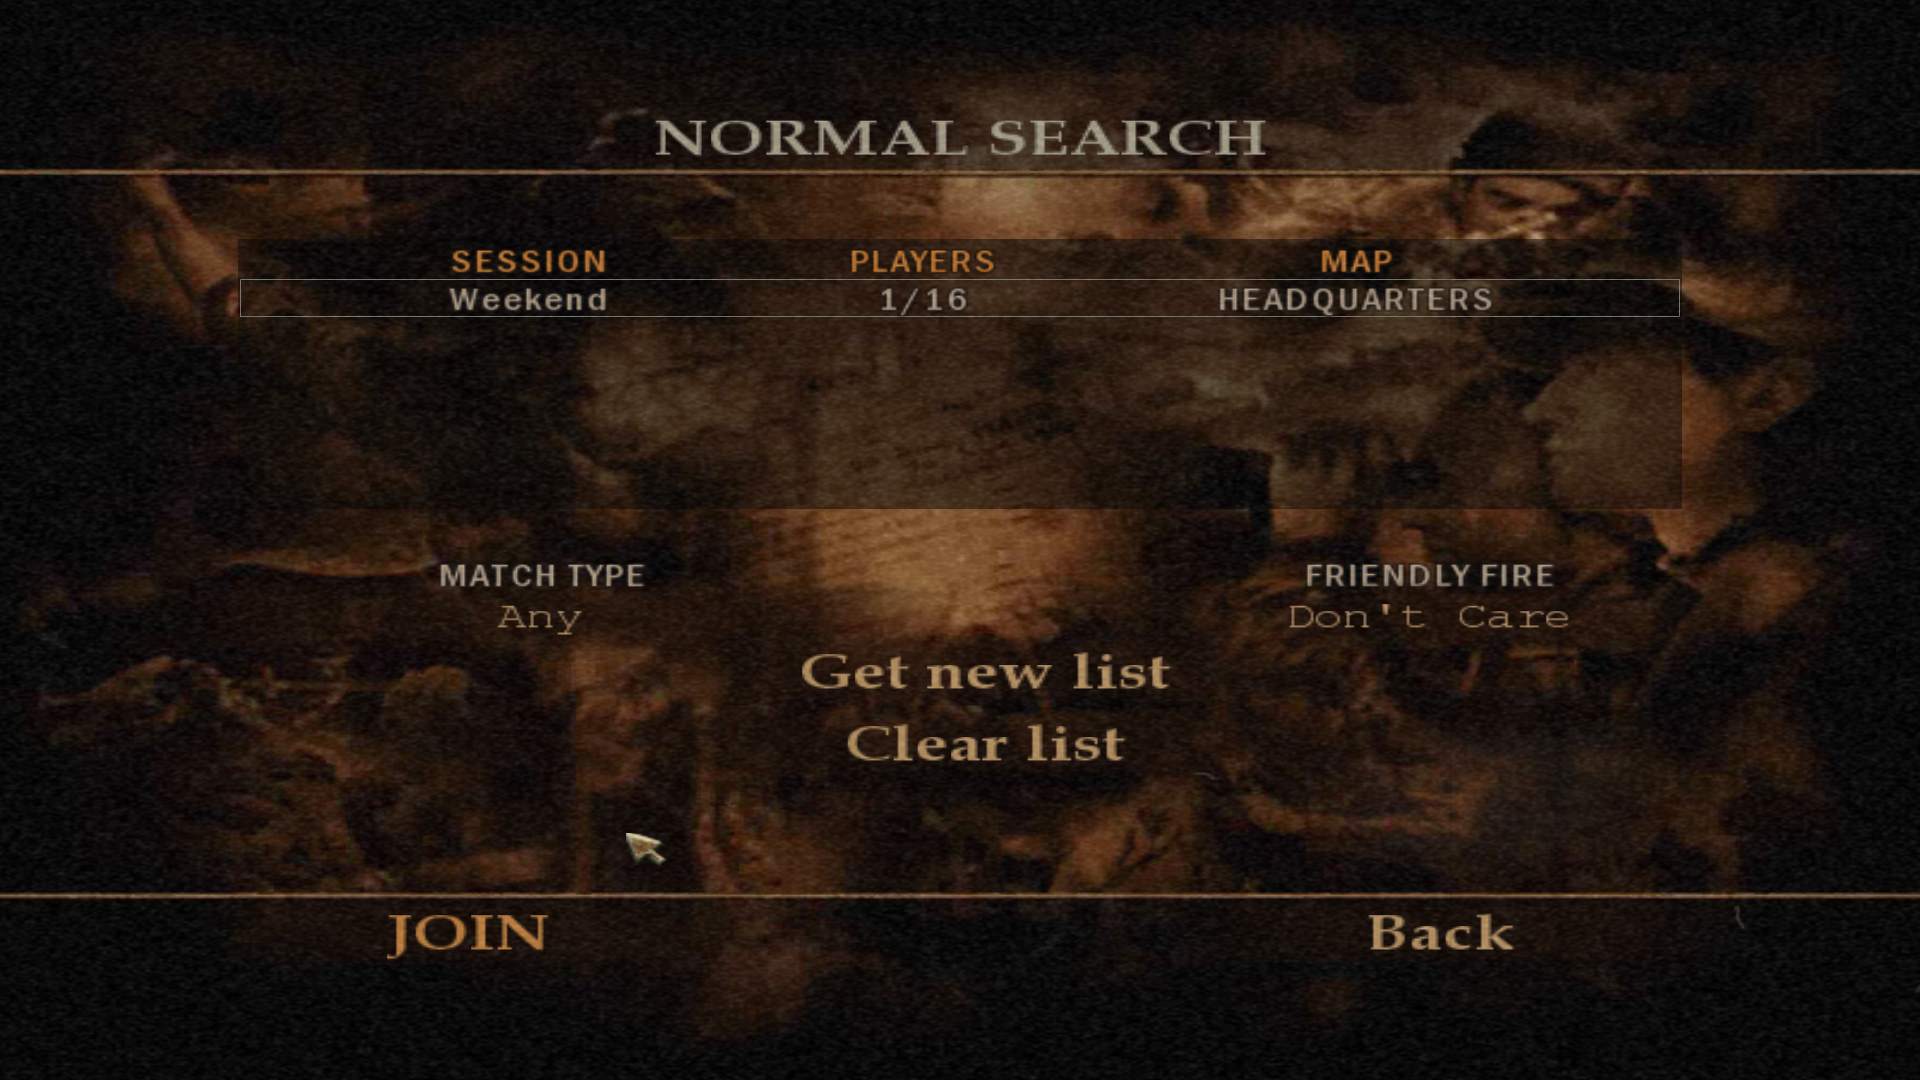 NORMAL SEARCH
SESSION PLAYERS MAP
Weekend 1/16 HEADQUARTERS
MATCH TYPE FRIENDLY FIRE
Any Don't Care
Get new list
Clear list
JOIN Back